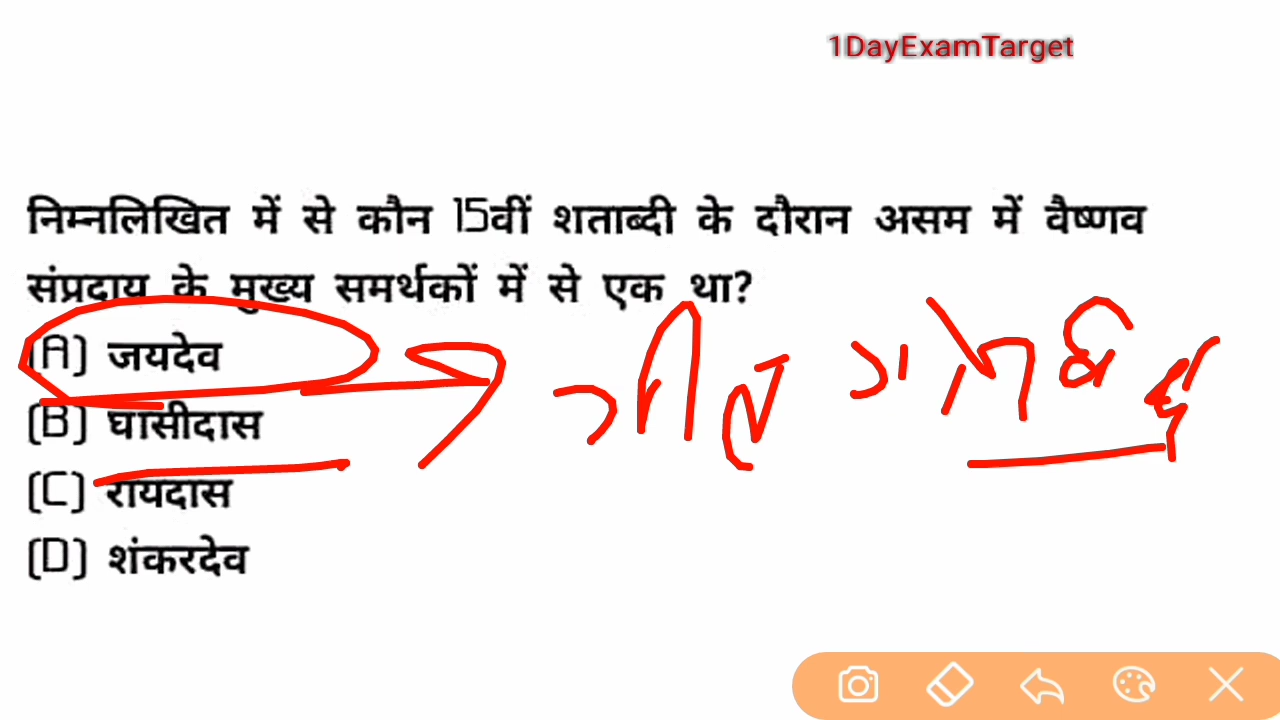 1DayExamTarget
निम्नलिखित में से कौन 15वीं शताब्दी के दौरान असम में वैष्णव
संप्रदाय के मुख्य समर्थकों में से एक था?
(A) जयदेव
गीत गोविंद
(B) घासीदास
(C) रायदास
(D) शंकरदेव